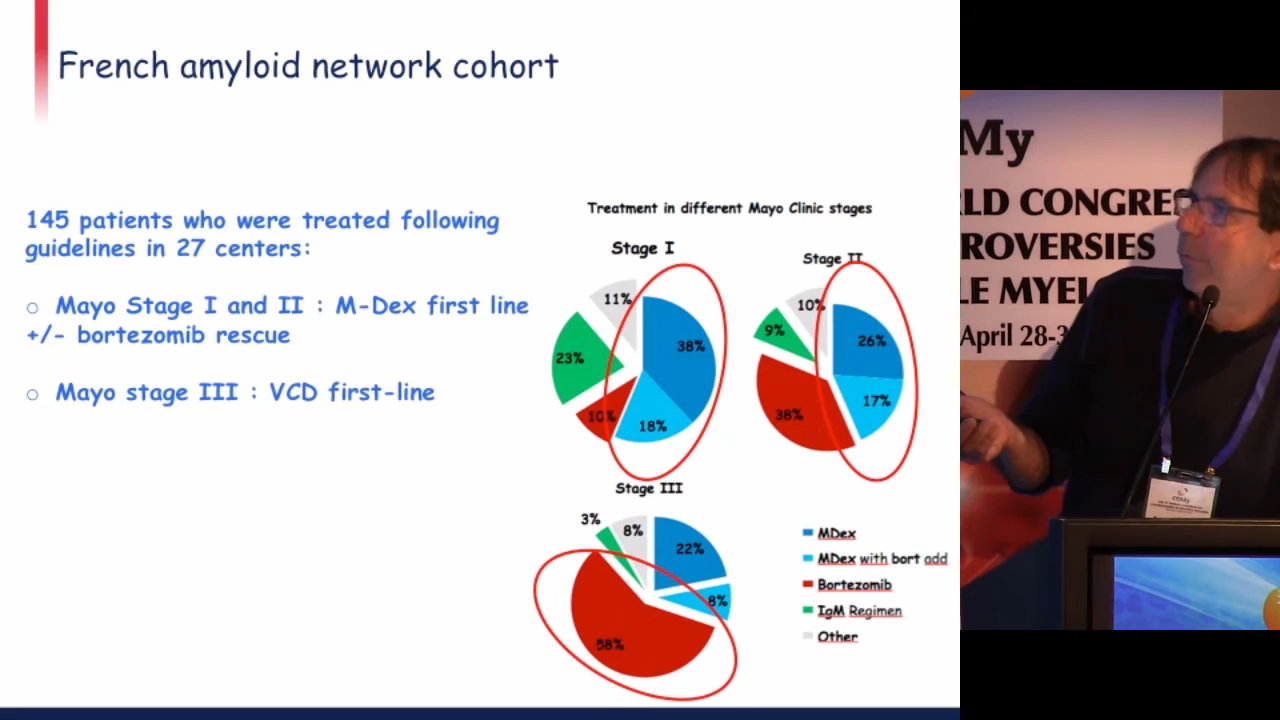 French amyloid network cohort
145 patients who were treated following
guidelines in 27 centers:
○ Mayo Stage I and II : M-Dex first line
+/- bortezomib rescue
○ Mayo stage III : VCD first-line
Treatment in different Mayo Clinic stages
Stage I
11%
38%
23%
10%
18%
Stage II
10%
26%
9%
17%
38%
Stage III
3%
8%
22%
8%
58%
MDex
MDex with bort add
Bortezomib
IgM Regimen
Other
My
RLD CONGRES
ROVERSIES
LE MYEL
April 28-3
COMy